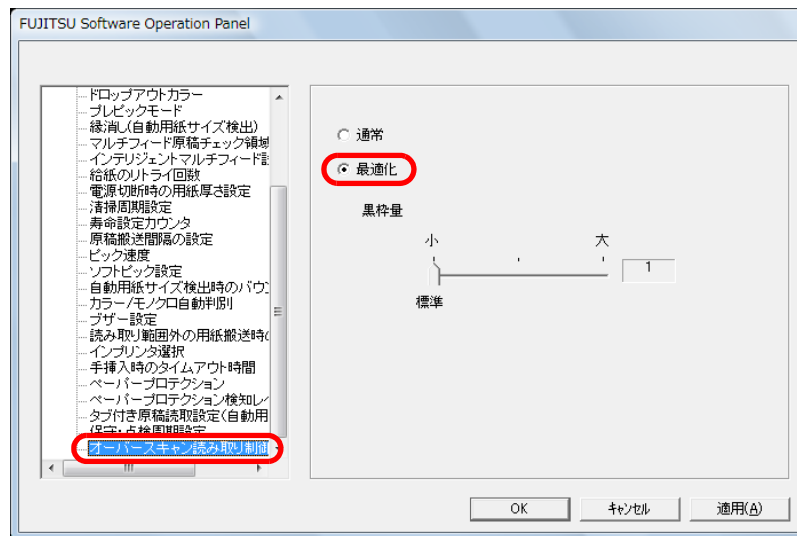 FUJITSU Software Operation Panel
ドロップアウトカラー
プレピックモード
縁消し(自動用紙サイズ検出)
マルチフィード原稿チェック領域
インテリジェントマルチフィード
給紙のリトライ回数
電源切断時の用紙厚さ設定
清掃周期設定
寿命設定カウンタ
原稿搬送間隔の設定
ピック速度
ソフトピック設定
自動用紙サイズ検出時のバウ
カラー/モノクロ自動判別
ブザー設定
読み取り範囲外の用紙搬送時
インプリンタ選択
手挿入時のタイムアウト時間
ペーパープロテクション
ペーパープロテクション検知レ
タブ付き原稿読取設定(自動用
保守・点検周期設定
オーバースキャン読み取り制御
通常
最適化
黒枠量
小 大
1
標準
OK キャンセル 適用(A)